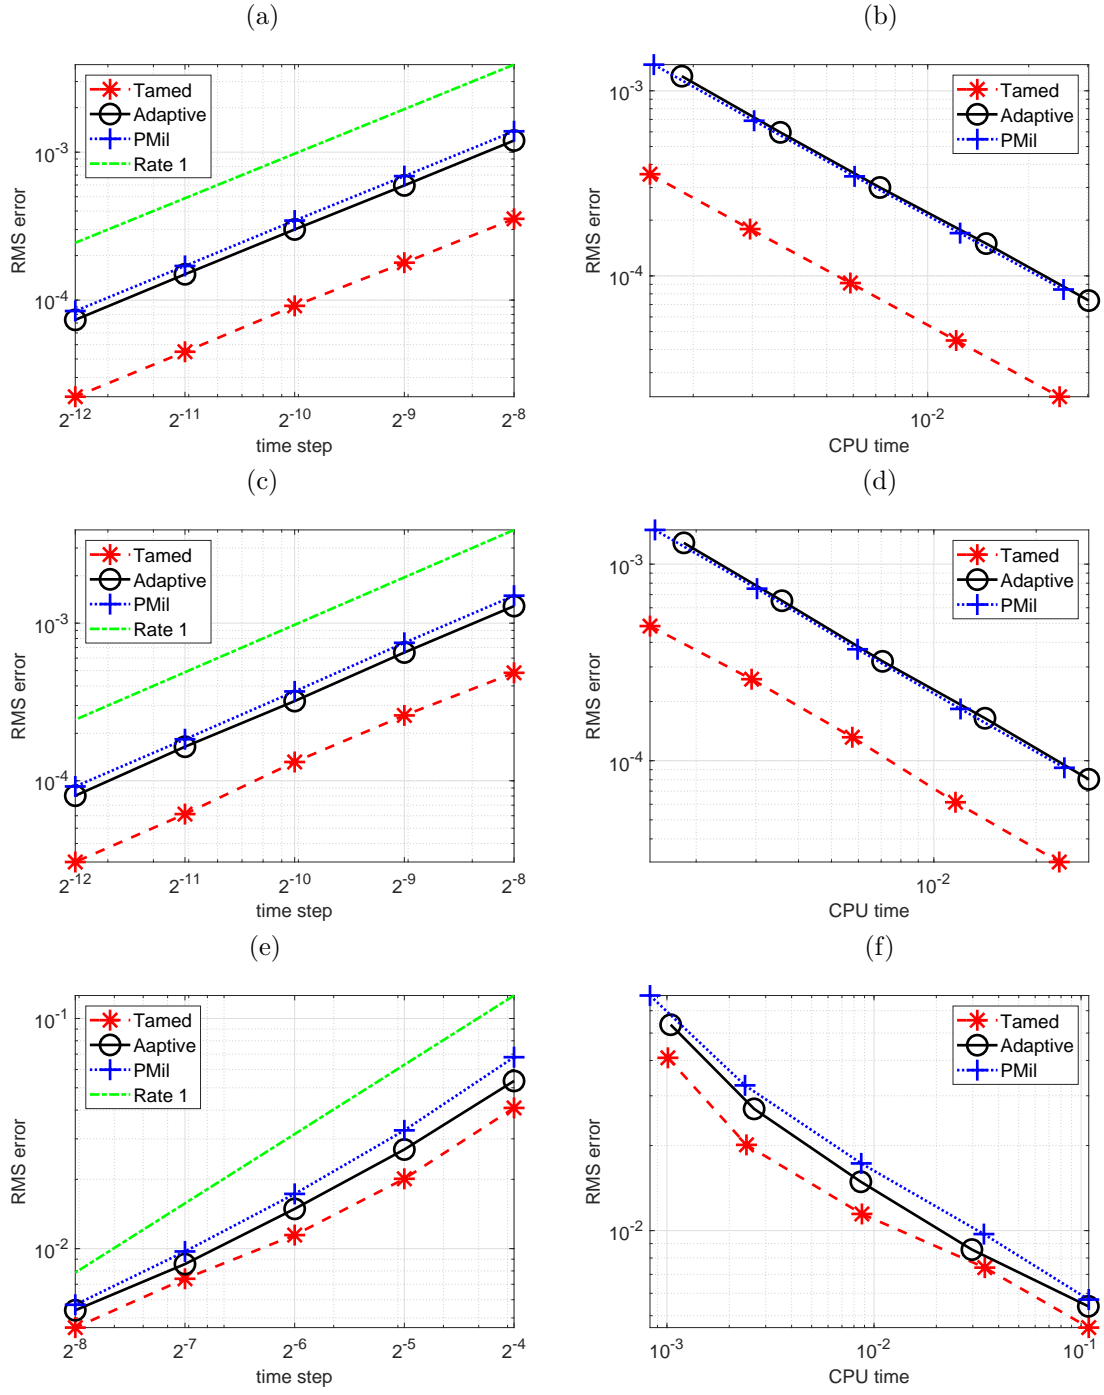 (a)
Tamed
Adaptive
PMil
Rate 1
10^-3
10^-4
RMS error
2^-12 2^-11 2^-10 2^-9 2^-8
time step
(b)
Tamed
Adaptive
PMil
10^-3
10^-4
RMS error
10^-2
CPU time
(c)
Tamed
Adaptive
PMil
Rate 1
10^-3
10^-4
RMS error
2^-12 2^-11 2^-10 2^-9 2^-8
time step
(d)
Tamed
Adaptive
PMil
10^-3
10^-4
RMS error
10^-2
CPU time
(e)
Tamed
Aaptive
PMil
Rate 1
10^-1
10^-2
RMS error
2^-8 2^-7 2^-6 2^-5 2^-4
time step
(f)
Tamed
Adaptive
PMil
10^-2
RMS error
10^-3 10^-2 10^-1
CPU time